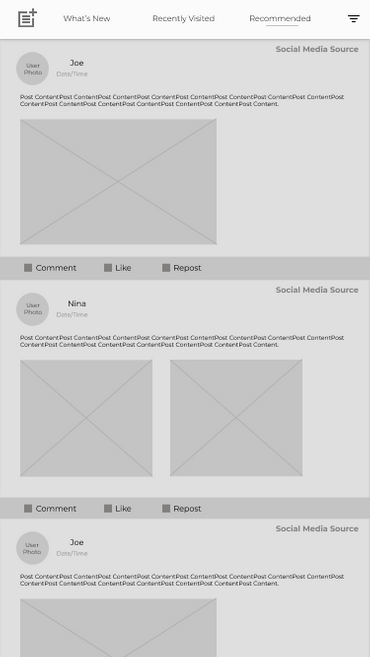 What's New
Recently Visited
Recommended
Social Media Source
User
Photo
Joe
Date/Time
Post ContentPost ContentPost ContentPost ContentPost ContentPost ContentPost ContentPost ContentPost
ContentPost ContentPost ContentPost ContentPost ContentPost ContentPost Content.
Comment
Like
Repost
Social Media Source
User
Photo
Nina
Date/Time
Post ContentPost ContentPost ContentPost ContentPost ContentPost ContentPost ContentPost ContentPost
ContentPost ContentPost ContentPost ContentPost ContentPost ContentPost Content.
Comment
Like
Repost
Social Media Source
User
Photo
Joe
Date/Time
Post ContentPost ContentPost ContentPost ContentPost ContentPost ContentPost ContentPost ContentPost
ContentPost ContentPost ContentPost ContentPost ContentPost ContentPost Content.